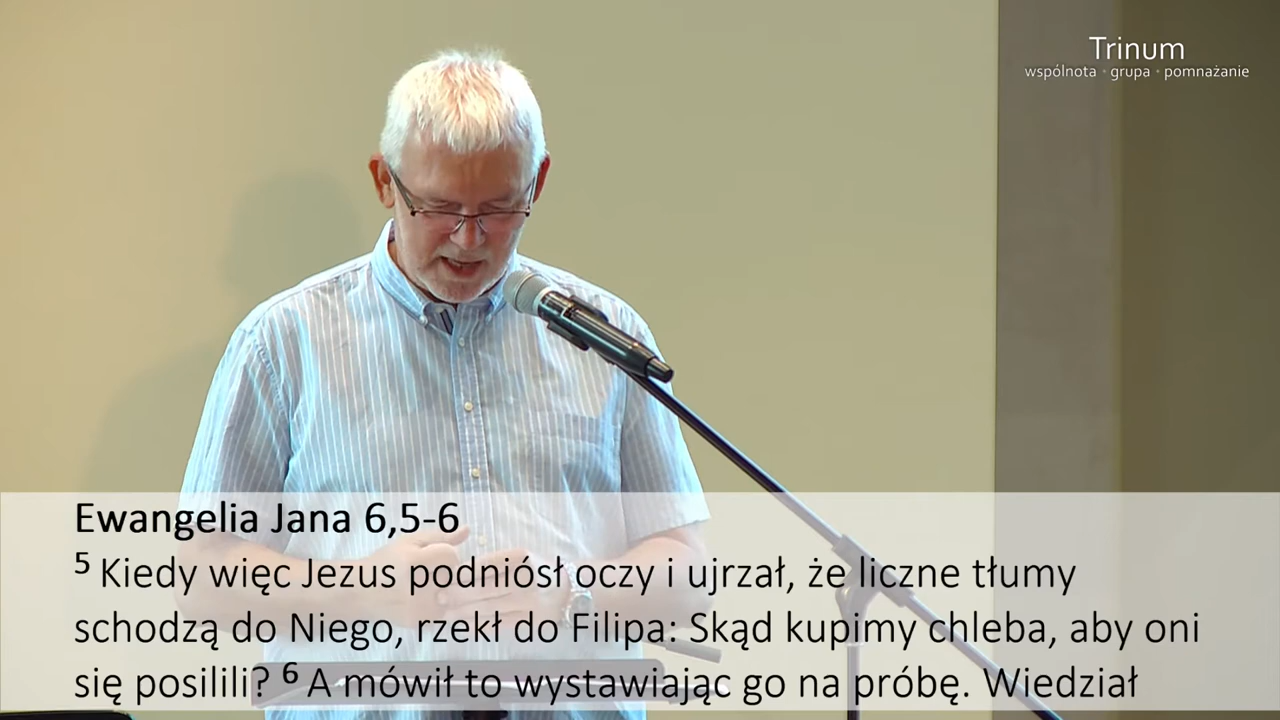 Trinum
wspólnota • grupa • pomnażanie
Ewangelia Jana 6,5-6
⁵ Kiedy więc Jezus podniósł oczy i ujrzał, że liczne tłumy
schodzą do Niego, rzekł do Filipa: Skąd kupimy chleba, aby oni
się posilili? ⁶ A mówił to wystawiając go na próbę. Wiedział